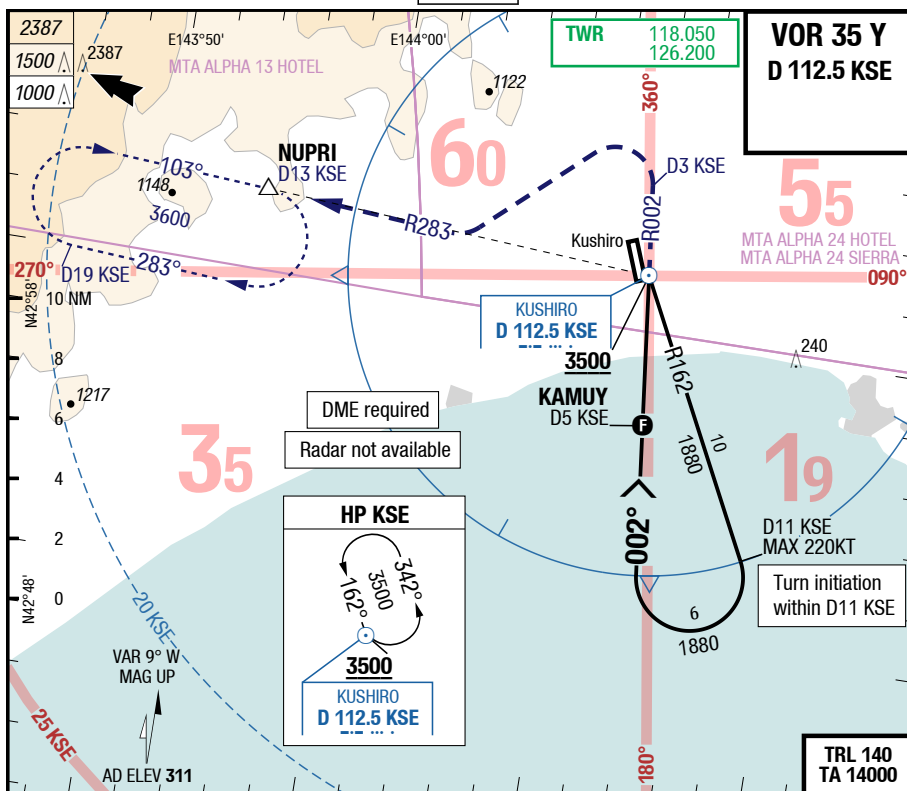 2387
1500
1000
2387
E143°50'
E144°00'
MTA ALPHA 13 HOTEL
TWR 118.050
126.200
VOR 35 Y
D 112.5 KSE
360°
1122
60
55
NUPRI
D13 KSE
103°
1148
3600
R283
D3 KSE
R002
Kushiro
MTA ALPHA 24 HOTEL
MTA ALPHA 24 SIERRA
270°
D19 KSE
283°
090°
N42°58'
10 NM
8
6
4
2
0
N42°48'
KUSHIRO
D 112.5 KSE
3500
240
R162
KAMUY
D5 KSE
F
1217
DME required
Radar not available
35
19
10
1880
HP KSE
342°
3500
162°
3500
KUSHIRO
D 112.5 KSE
002°
D11 KSE
MAX 220KT
Turn initiation
within D11 KSE
6
1880
20 KSE
25 KSE
VAR 9° W
MAG UP
AD ELEV 311
180°
TRL 140
TA 14000